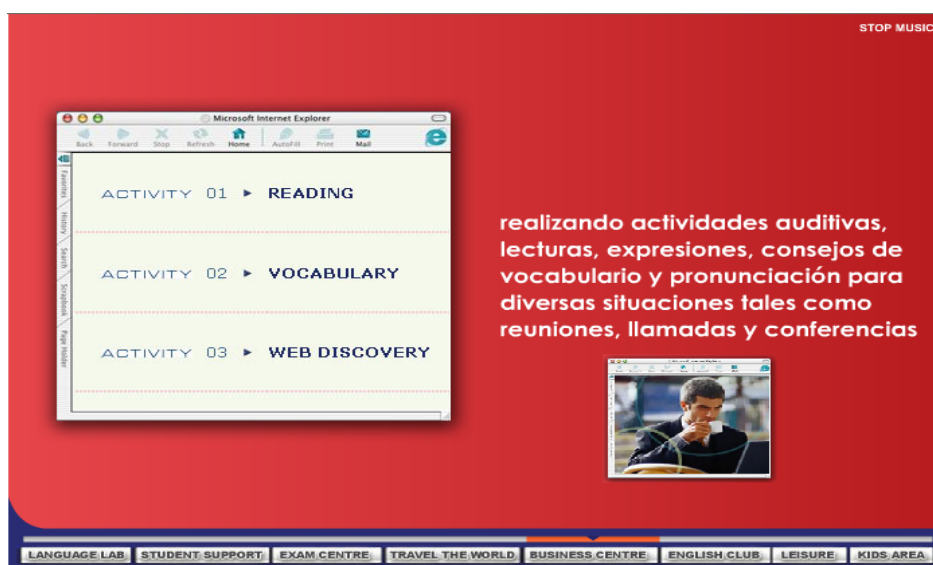 STOP MUSIC
Microsoft Internet Explorer
Back Forward Stop Refresh Home AutoFill Print Mail
Favorites
History
Search
Scrapbook
Page Holder
ACTIVITY 01 ► READING
ACTIVITY 02 ► VOCABULARY
ACTIVITY 03 ► WEB DISCOVERY
realizando actividades auditivas,
lecturas, expresiones, consejos de
vocabulario y pronunciación para
diversas situaciones tales como
reuniones, llamadas y conferencias
LANGUAGE LAB STUDENT SUPPORT EXAM CENTRE TRAVEL THE WORLD BUSINESS CENTRE ENGLISH CLUB LEISURE KIDS AREA